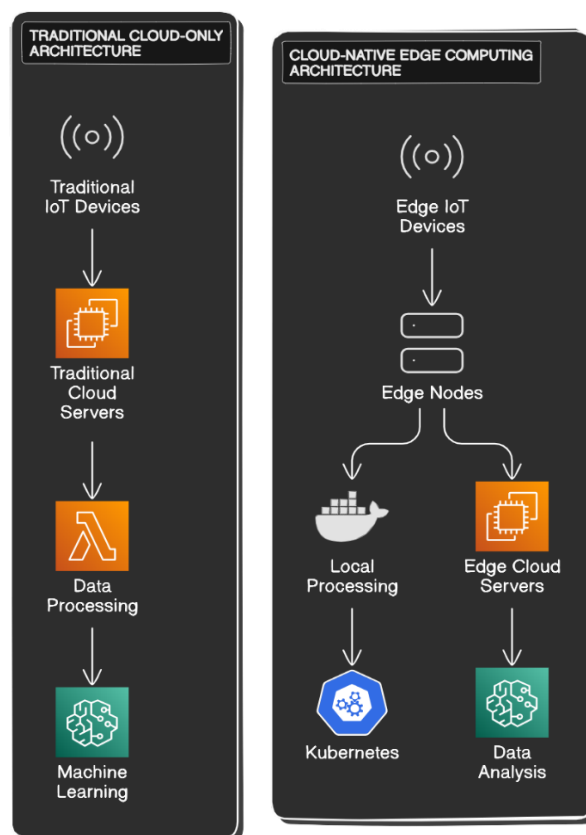 TRADITIONAL CLOUD-ONLY
ARCHITECTURE
Traditional
IoT Devices
Traditional
Cloud
Servers
Data
Processing
Machine
Learning
CLOUD-NATIVE EDGE COMPUTING
ARCHITECTURE
Edge IoT
Devices
Edge Nodes
Local
Processing
Edge Cloud
Servers
Kubernetes
Data
Analysis